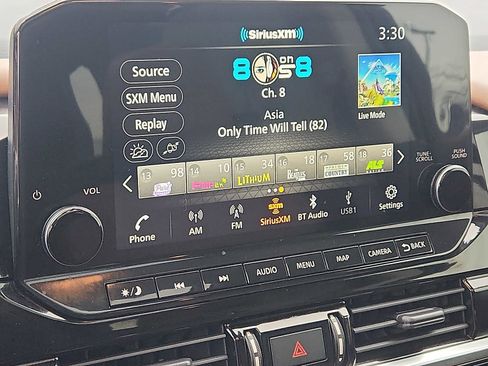 SiriusXM
3:30
Source
8 on 8
SXM Menu
Ch. 8
Replay
Asia
Only Time Will Tell (82)
Live Mode
13 98
14 10
15 34
16 18
17 58
18 36
LITHIUM
THE BEATLES
COUNTRY
VOL
TUNE-
SCROLL
PUSH
SOUND
Phone
AM
FM
SXM
SiriusXM
BT Audio
USB1
Settings
AUDIO
MENU
MAP
CAMERA
BACK